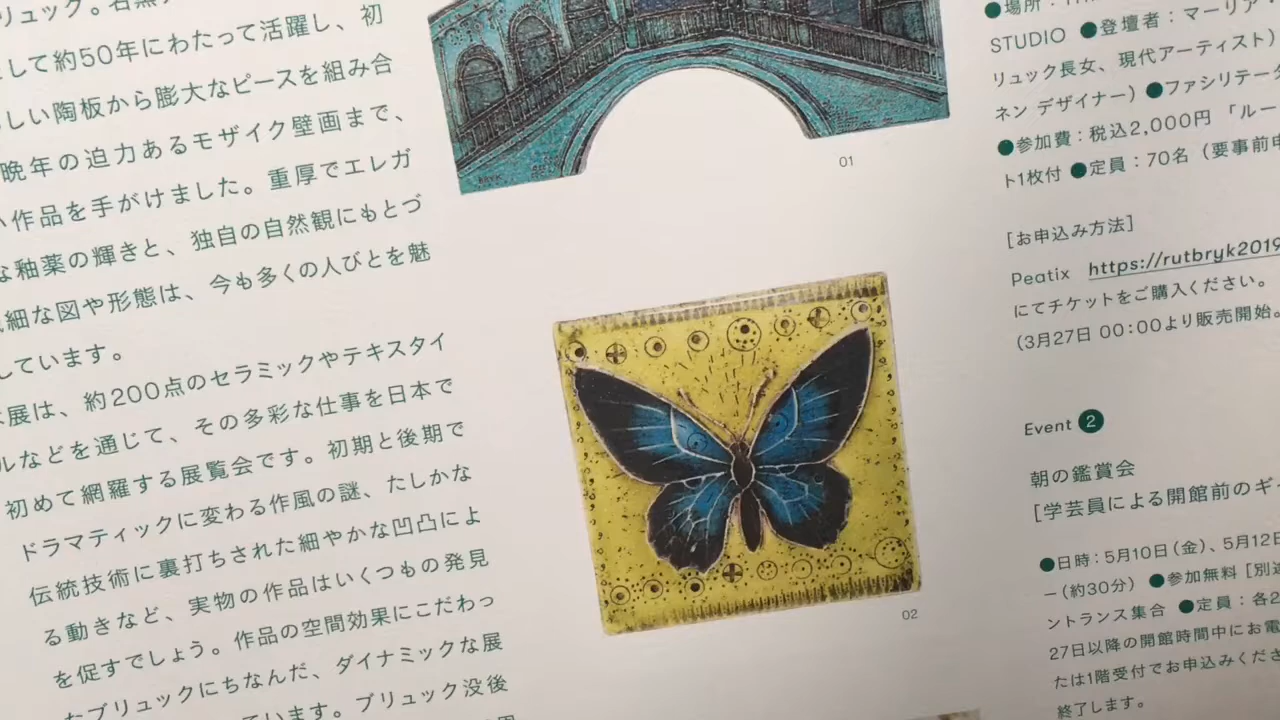 リュック。
して約50年にわたって活躍し、初
しい陶板から膨大なピースを組み合
晩年の迫力あるモザイク壁画まで、
い作品を手がけました。重厚でエレガ
な釉薬の輝きと、独自の自然観にもとづ
細な図や形態は、今も多くの人びとを魅
しています。
展は、約200点のセラミックやテキスタイ
ルなどを通じて、その多彩な仕事を日本で
初めて網羅する展覧会です。初期と後期で
ドラマティックに変わる作風の謎、たしかな
伝統技術に裏打ちされた細やかな凹凸によ
る動きなど、実物の作品はいくつもの発見
を促すでしょう。作品の空間効果にこだわっ
たブリュックにちなんだ、ダイナミックな展
ています。ブリュック没後
01
02
●場所：
STUDIO ●登壇者：マーリア・
リュック長女、現代アーティスト）
ネン デザイナー）●ファシリテータ
●参加費：税込2,000円 「ルー
ト1枚付 ●定員：70名（要事前申
[お申込み方法]
Peatix https://rutbryk2019
にてチケットをご購入ください。
（3月27日 00：00より販売開始。
Event 2
朝の鑑賞会
[学芸員による開館前のギ
●日時：5月10日（金）、5月12日
ー（約30分） ●参加無料［別途
ントランス集合 ●定員：各2
27日以降の開館時間中にお電
たは1階受付でお申込みくださ
終了します。